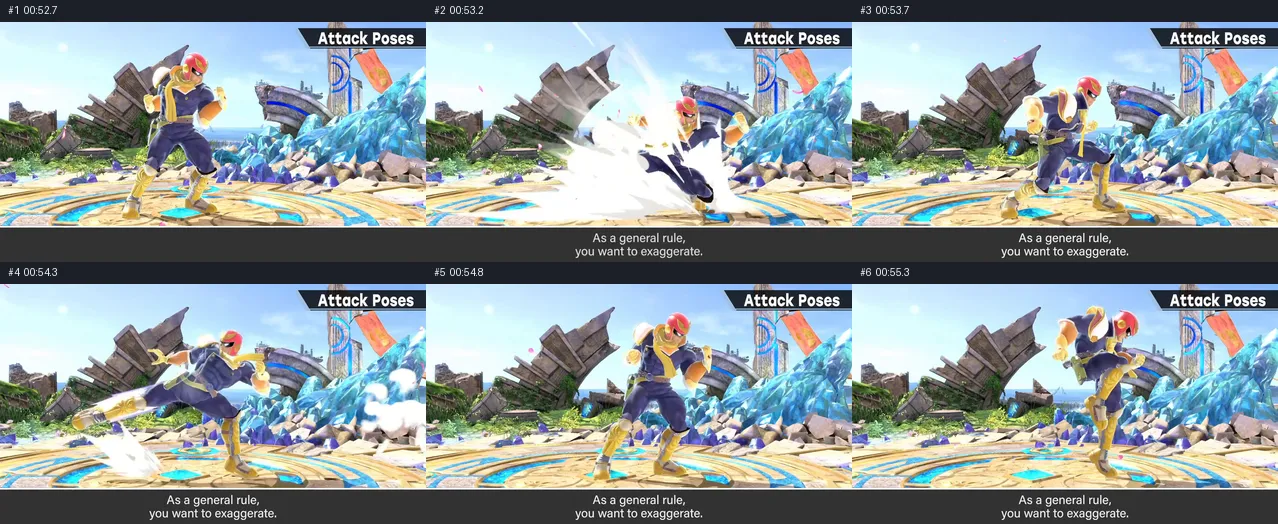 #1 00:52.7
Attack Poses
#2 00:53.2
Attack Poses
As a general rule,
you want to exaggerate.
#3 00:53.7
Attack Poses
As a general rule,
you want to exaggerate.
#4 00:54.3
Attack Poses
As a general rule,
you want to exaggerate.
#5 00:54.8
Attack Poses
As a general rule,
you want to exaggerate.
#6 00:55.3
Attack Poses
As a general rule,
you want to exaggerate.